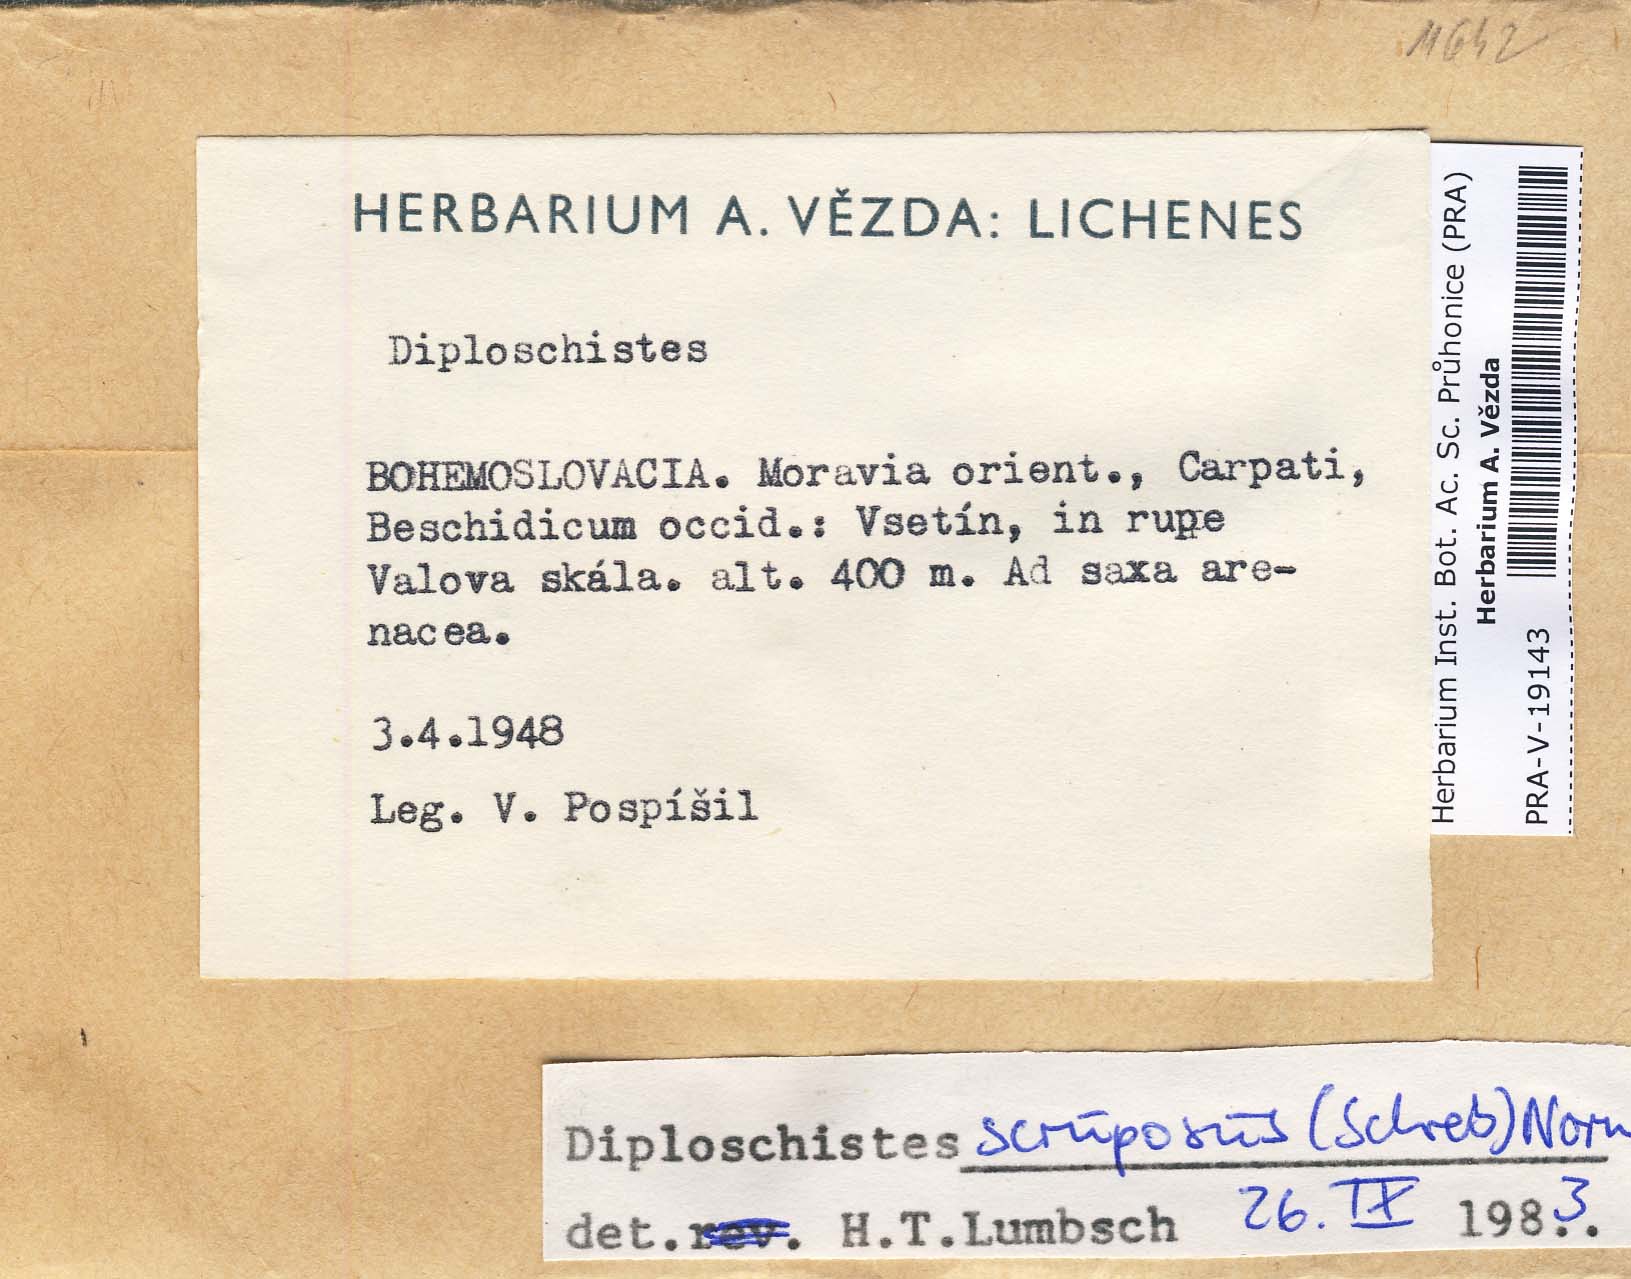 11642
HERBARIUM A. VĚZDA: LICHENES
Diploschistes
BOHEMOSLOVACIA. Moravia orient., Carpati,
Beschidicum occid.: Vsetín, in rupe
Valova skála. alt. 400 m. Ad saxa are-
nacea.
3.4.1948
Leg. V. Pospíšil
Herbarium Inst. Bot. Ac. Sc. Průhonice (PRA)
Herbarium A. Vězda
PRA-V-19143
Diploschistes scruposus (Schreb) Norm
det. rev. H.T.Lumbsch 26. IX 1983.